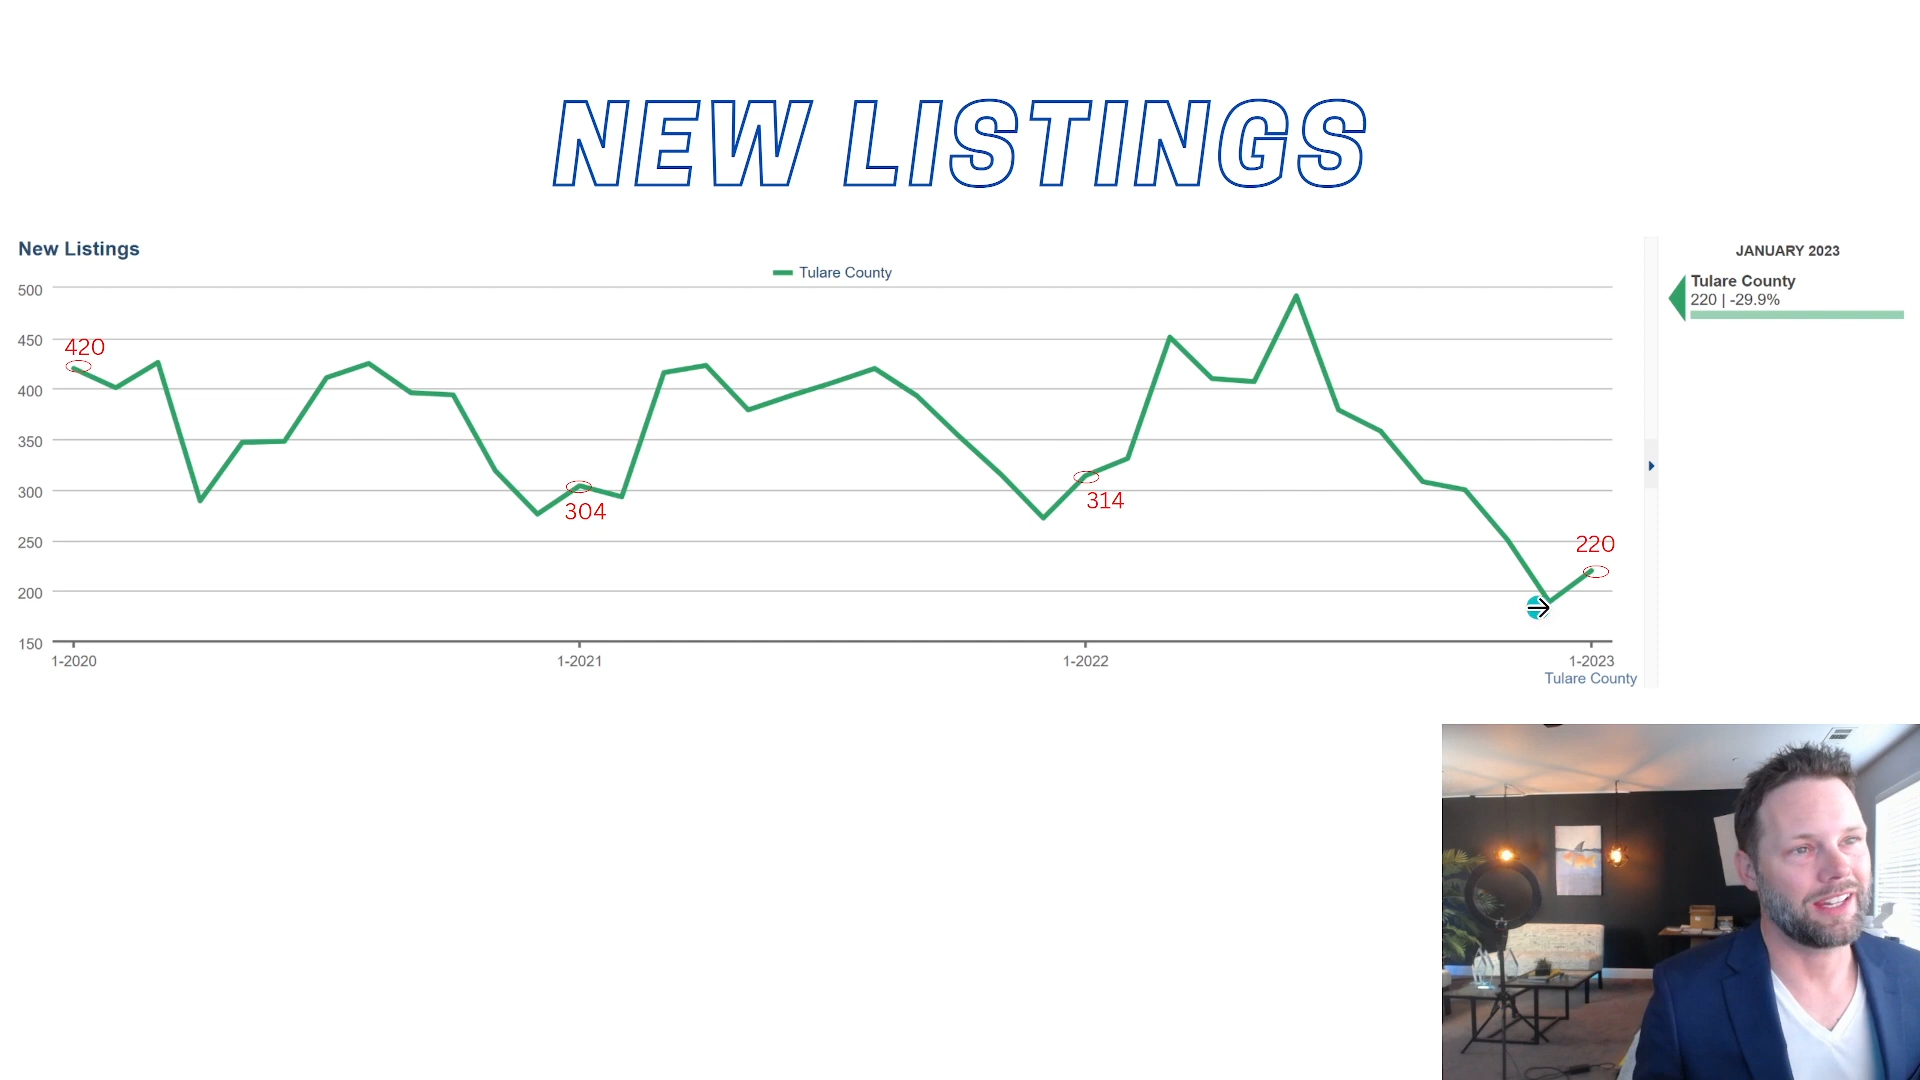 NEW LISTINGS
New Listings
Tulare County
500
450
400
350
300
250
200
150
420
304
314
220
1-2020
1-2021
1-2022
1-2023
Tulare County
JANUARY 2023
Tulare County
220 | -29.9%